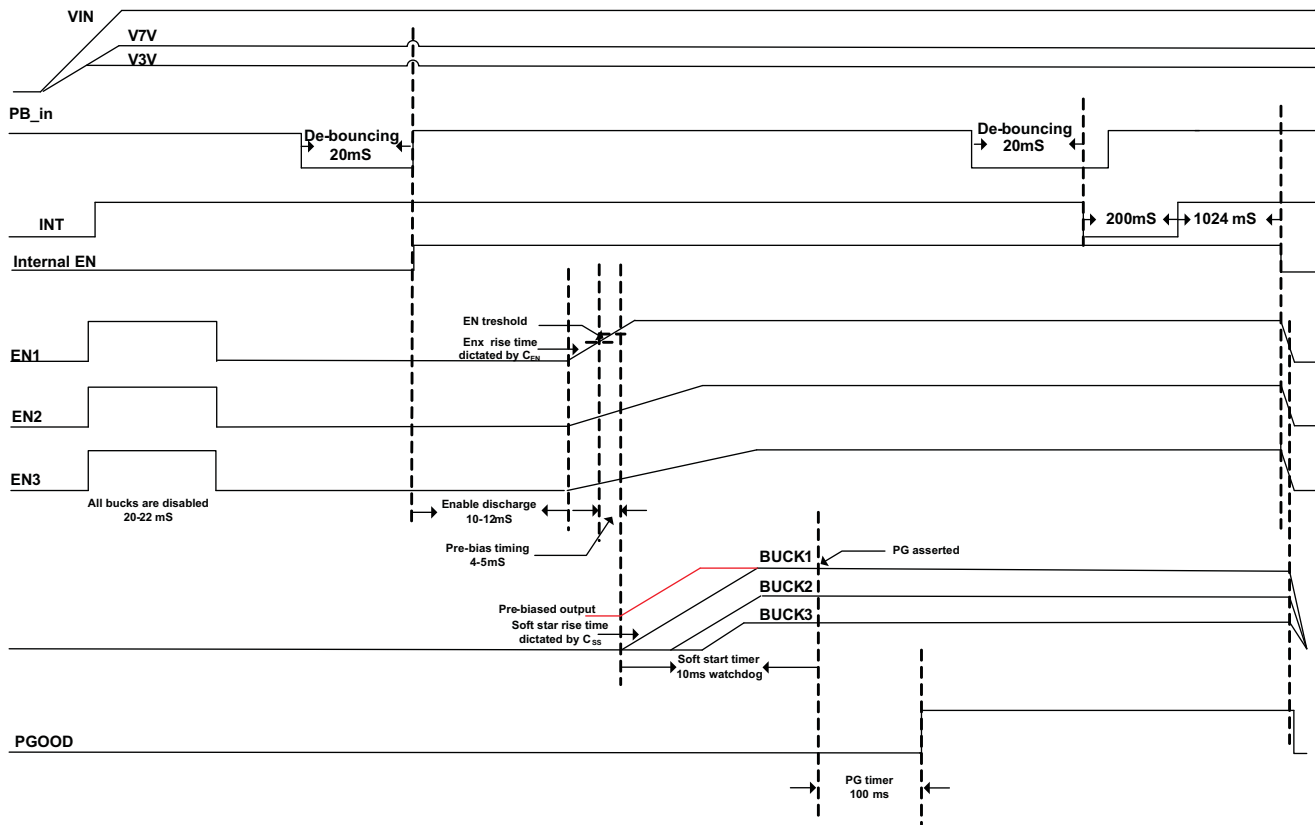 VIN
V7V
V3V
PB_in
De-bouncing
20mS
De-bouncing
20mS
INT
200mS
1024 mS
Internal EN
EN treshold
Enx rise time
dictated by CEN
EN1
EN2
EN3
All bucks are disabled
20-22 mS
Enable discharge
10-12mS
Pre-bias timing
4-5mS
BUCK1
PG asserted
BUCK2
BUCK3
Pre-biased output
Soft star rise time
dictated by CSS
Soft start timer
10ms watchdog
PGOOD
PG timer
100 ms